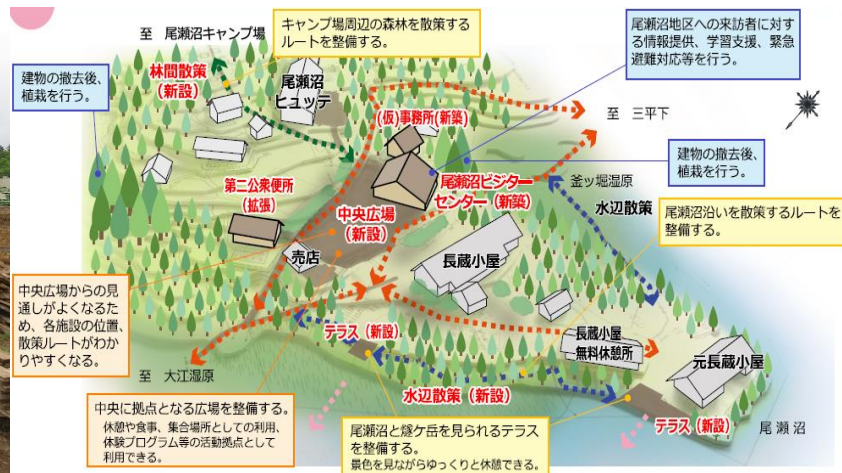 至　尾瀬沼キャンプ場
キャンプ場周辺の森林を散策する
ルートを整備する。
尾瀬沼地区への来訪者に対す
る情報提供、学習支援、緊急
避難対応等を行う。
建物の撤去後、
植栽を行う。
林間散策
(新設)
尾瀬沼
ヒュッテ
(仮)事務所(新築)
至　三平下
建物の撤去後、
植栽を行う。
第二公衆便所
(拡張)
尾瀬沼ビジター
センター(新築)
釜ッ堀湿原
水辺散策
尾瀬沼沿いを散策するルートを
整備する。
中央広場
(新設)
売店
長蔵小屋
中央広場からの見
通しがよくなるた
め、各施設の位置、
散策ルートがわか
りやすくなる。
テラス(新設)
長蔵小屋
無料休憩所
元長蔵小屋
至　大江湿原
水辺散策(新設)
テラス(新設)
尾瀬沼
中央に拠点となる広場を整備する。
休憩や食事、集合場所としての利用、
体験プログラム等の活動拠点として
利用できる。
尾瀬沼と燧ケ岳を見られるテラス
を整備する。
景色を見ながらゆっくりと休憩できる。